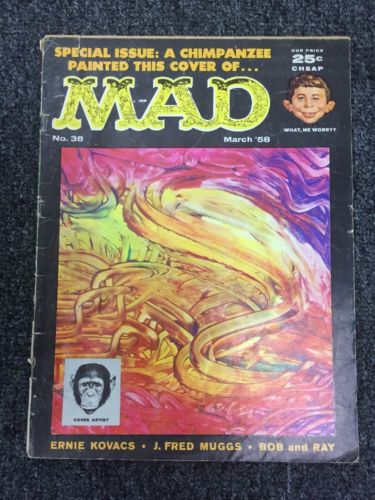 SPECIAL ISSUE: A CHIMPANZEE
PAINTED THIS COVER OF...
OUR PRICE
25c
CHEAP
MAD
No. 38
March '58
WHAT, ME WORRY?
COVER ARTIST
ERNIE KOVACS • J. FRED MUGGS • BOB and RAY